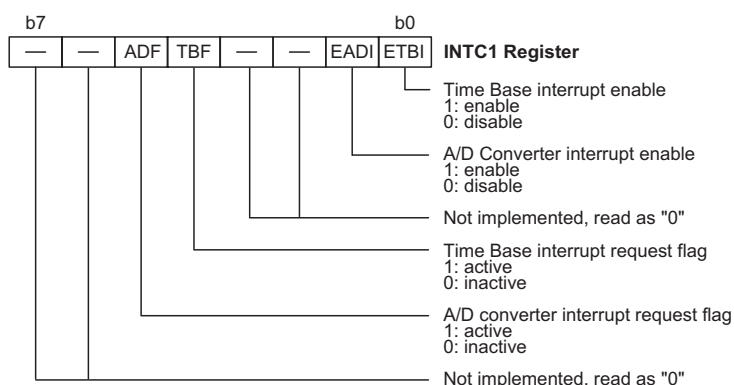 b7 b0
— — ADF TBF — — EADI ETBI INTC1 Register
Time Base interrupt enable
1: enable
0: disable
A/D Converter interrupt enable
1: enable
0: disable
Not implemented, read as "0"
Time Base interrupt request flag
1: active
0: inactive
A/D converter interrupt request flag
1: active
0: inactive
Not implemented, read as "0"